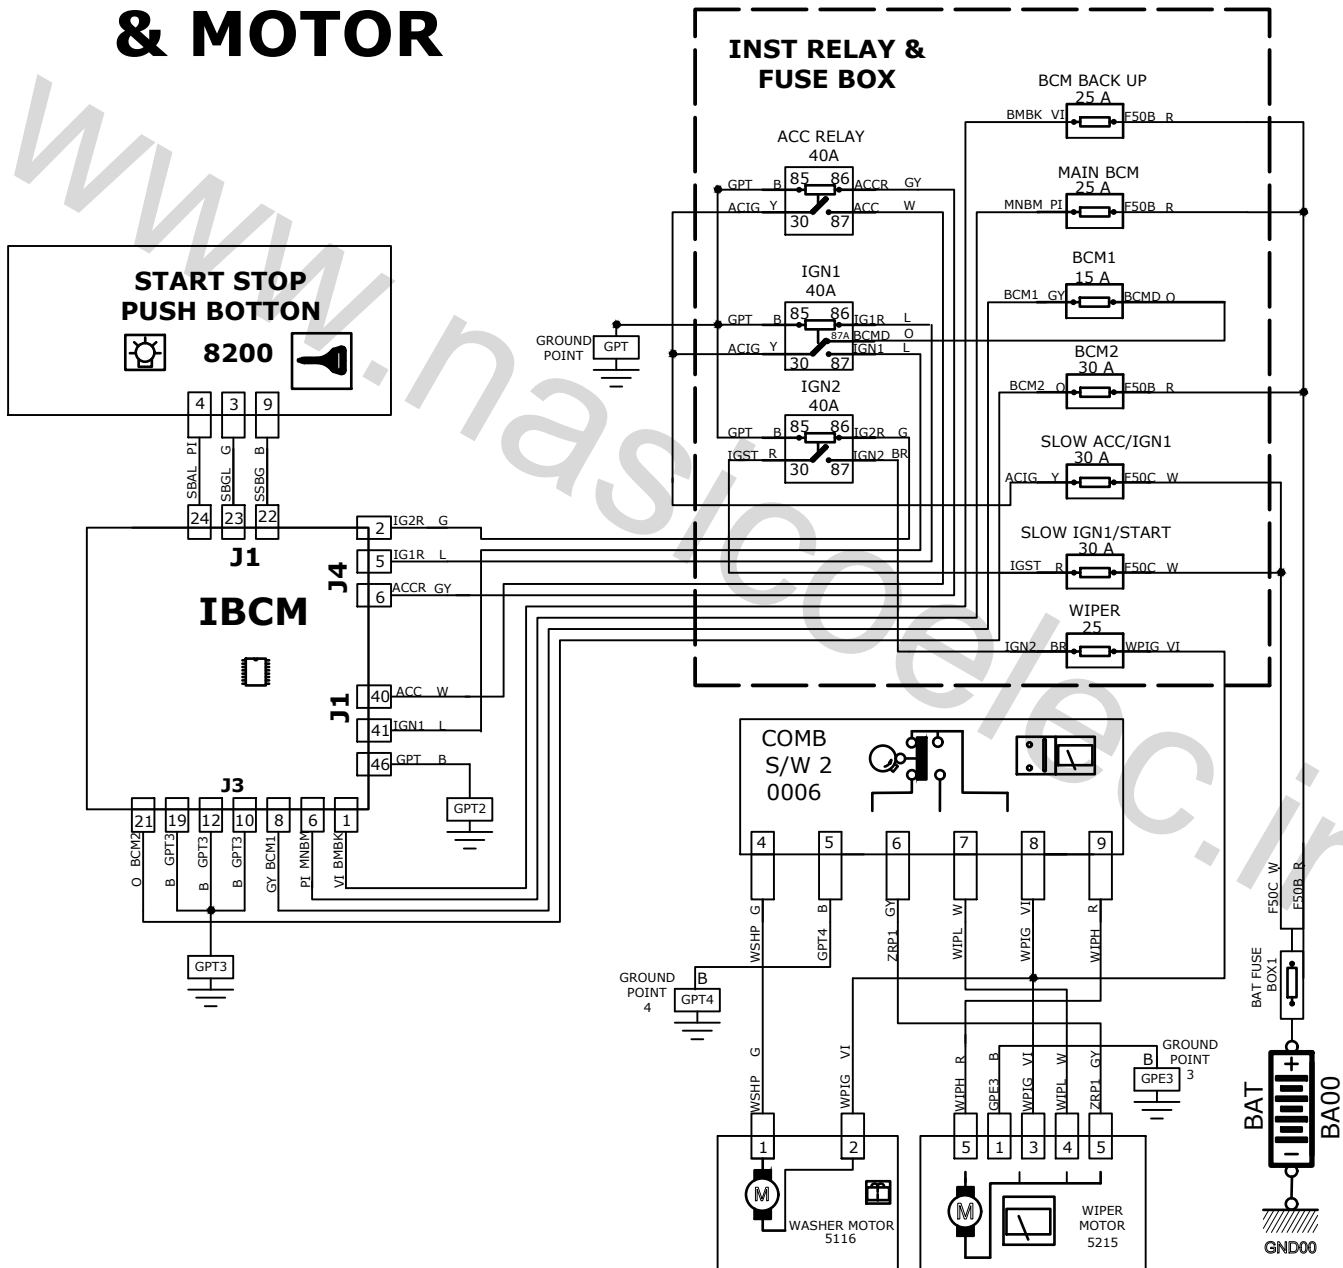 & MOTOR
INST RELAY &
FUSE BOX
BCM BACK UP
25 A
BMBK VI
F50B R
ACC RELAY
40A
85 86
GPT B
ACCR GY
ACIG Y
ACC W
30 87
MAIN BCM
25 A
MNBM PI
F50B R
BCM1
15 A
BCM1 GY
BCMD O
IGN1
40A
85 86
GPT B
IG1R L
87A BCMD O
ACIG Y
IGN1 L
30 87
GROUND
POINT
GPT
BCM2
30 A
BCM2 O
F50B R
IGN2
40A
85 86
GPT B
IG2R G
IGST R
IGN2 BR
30 87
SLOW ACC/IGN1
30 A
ACIG Y
F50C W
SLOW IGN1/START
30 A
IGST R
F50C W
WIPER
25
IGN2 BR
WPIG VI
START STOP
PUSH BOTTON
8200
4 3 9
SBAL PI
SBGL G
SSBG B
24 23 22
J1
IBCM
J4
2 IG2R G
5 IG1R L
6 ACCR GY
J1
40 ACC W
41 IGN1 L
46 GPT B
GPT2
J3
21 19 12 10 8 6 1
O BCM2
B GPT3
B GPT3
B GPT3
GY BCM1
PI MNBM
VI BMBK
GPT3
COMB
S/W 2
0006
4 5 6 7 8 9
WSHP G
GPT4 B
ZRP1 GY
WIPL W
WPIG VI
WIPH R
GROUND
POINT
4
B
GPT4
WSHP G
WPIG VI
WIPH R
GPE3 B
WPIG VI
WIPL W
ZRP1 GY
GROUND
POINT
3
B
GPE3
1 2
M
WASHER MOTOR
5116
5 1 3 4 5
M
WIPER
MOTOR
5215
F50C W
F50B R
BAT FUSE
BOX1
BAT
+
−
BA00
GND00
www.nasicoelec.ir